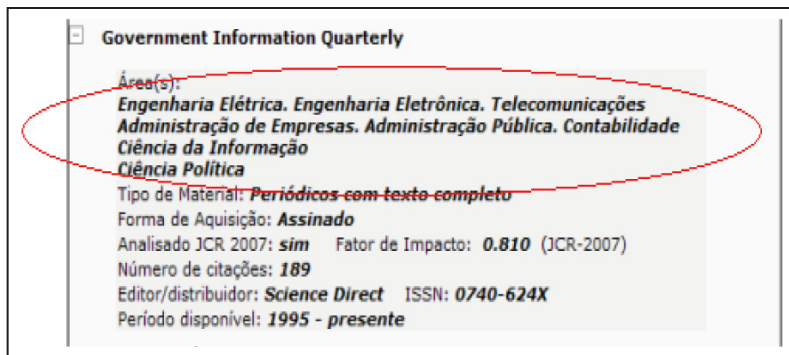 Government Information Quarterly
Área(s):
Engenharia Elétrica. Engenharia Eletrônica. Telecomunicações
Administração de Empresas. Administração Pública. Contabilidade
Ciência da Informação
Ciência Política
Tipo de Material: Periódicos com texto completo
Forma de Aquisição: Assinado
Analisado JCR 2007: sim Fator de Impacto: 0.810 (JCR-2007)
Número de citações: 189
Editor/distribuidor: Science Direct ISSN: 0740-624X
Período disponível: 1995 - presente